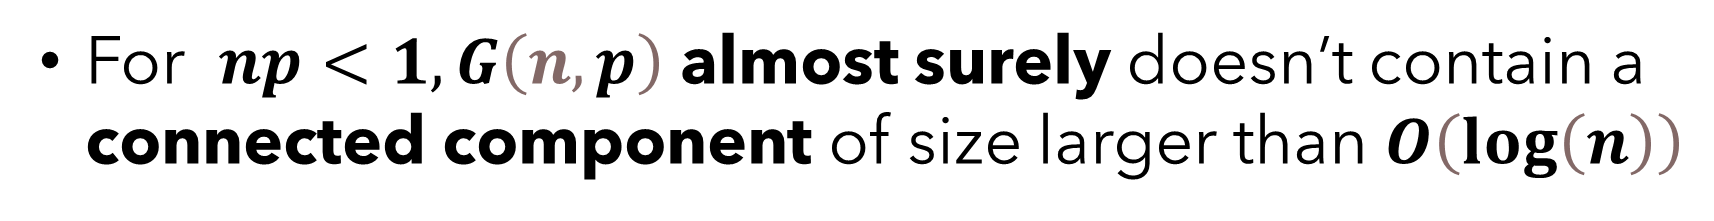 • For np < 1, G(n, p) almost surely doesn't contain a
connected component of size larger than O(log(n))